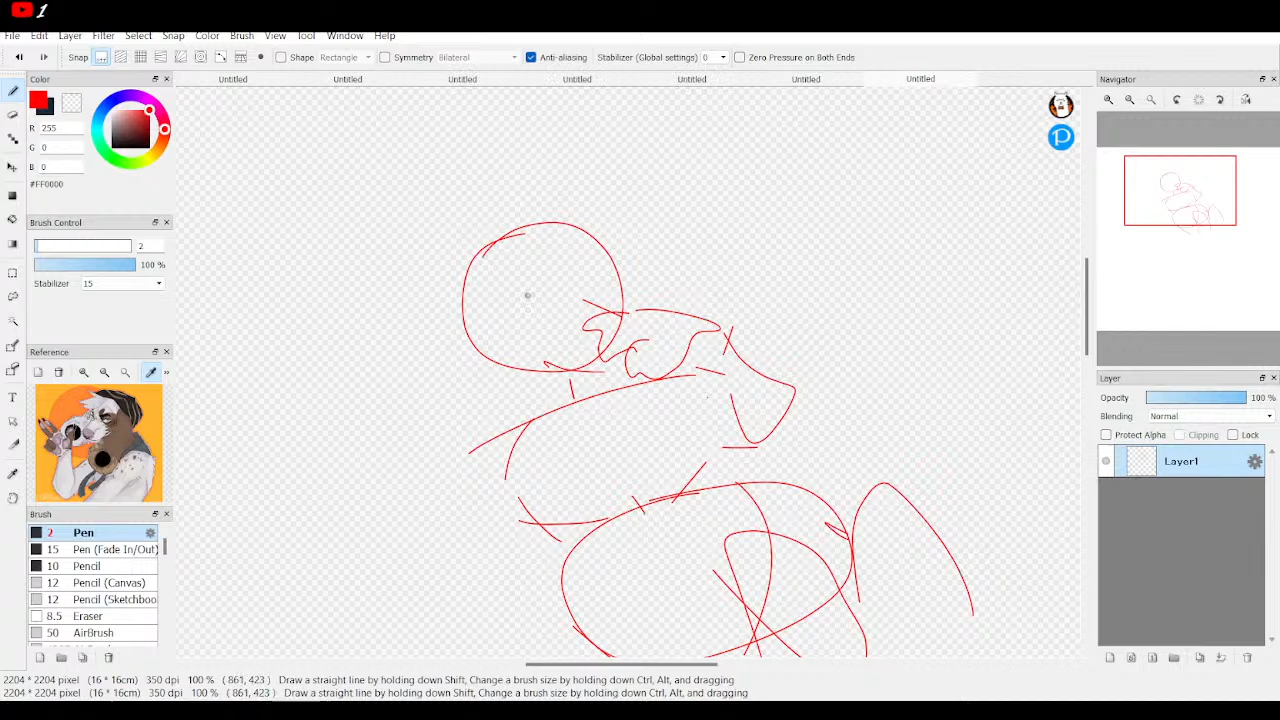 1
File Edit Layer Filter Select Snap Color Brush View Tool Window Help
Snap Shape Rectangle Symmetry Bilateral Anti-aliasing Stabilizer (Global settings) 0 Zero Pressure on Both Ends
Color
Untitled Untitled Untitled Untitled Untitled Untitled Untitled
Navigator
R 255
G 0
B 0
#FF0000
Brush Control
2
100 %
Stabilizer 15
Reference
Layer
Opacity 100 %
Blending Normal
Protect Alpha Clipping Lock
Layer1
Brush
2 Pen
15 Pen (Fade In/Out)
10 Pencil
12 Pencil (Canvas)
12 Pencil (Sketchboo
8.5 Eraser
50 AirBrush
2204 * 2204 pixel (16 * 16cm) 350 dpi 100 % ( 861, 423 ) Draw a straight line by holding down Shift, Change a brush size by holding down Ctrl, Alt, and dragging
2204 * 2204 pixel (16 * 16cm) 350 dpi 100 % ( 861, 423 ) Draw a straight line by holding down Shift, Change a brush size by holding down Ctrl, Alt, and dragging